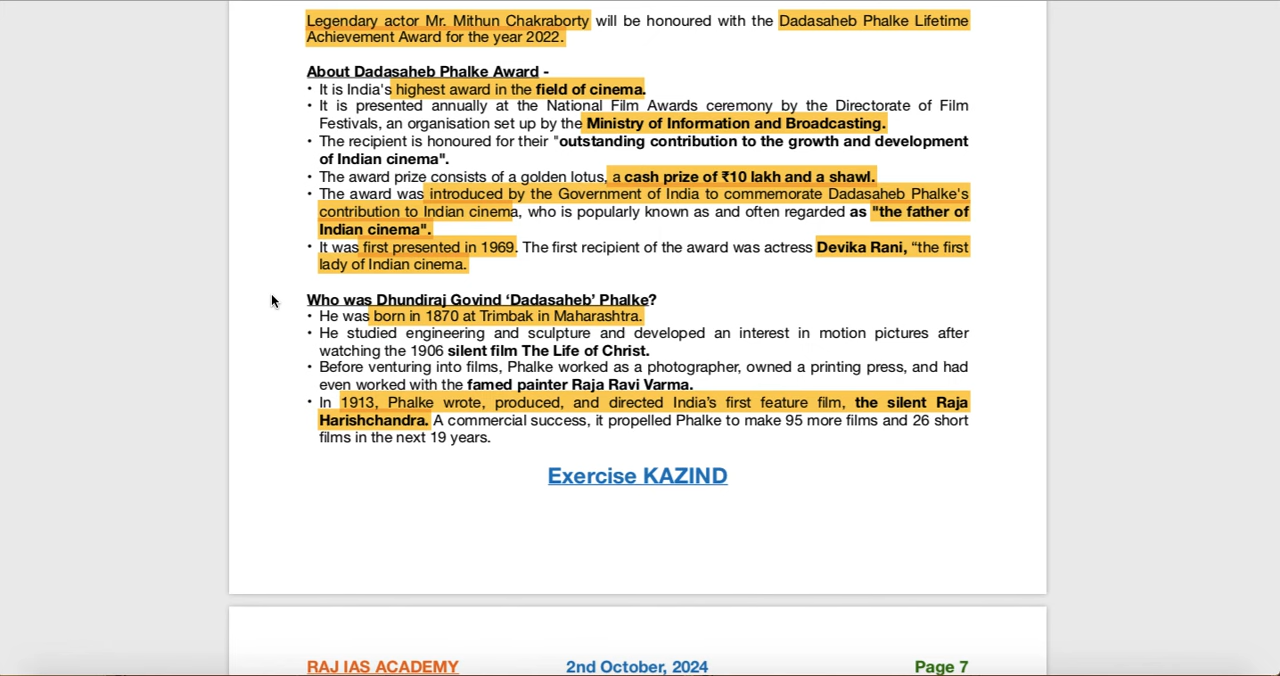 Legendary actor Mr. Mithun Chakraborty will be honoured with the Dadasaheb Phalke Lifetime
Achievement Award for the year 2022.
About Dadasaheb Phalke Award -
• It is India's highest award in the field of cinema.
• It is presented annually at the National Film Awards ceremony by the Directorate of Film
Festivals, an organisation set up by the Ministry of Information and Broadcasting.
• The recipient is honoured for their "outstanding contribution to the growth and development
of Indian cinema".
• The award prize consists of a golden lotus, a cash prize of ₹10 lakh and a shawl.
• The award was introduced by the Government of India to commemorate Dadasaheb Phalke's
contribution to Indian cinema, who is popularly known as and often regarded as "the father of
Indian cinema".
• It was first presented in 1969. The first recipient of the award was actress Devika Rani, “the first
lady of Indian cinema.
Who was Dhundiraj Govind ‘Dadasaheb’ Phalke?
• He was born in 1870 at Trimbak in Maharashtra.
• He studied engineering and sculpture and developed an interest in motion pictures after
watching the 1906 silent film The Life of Christ.
• Before venturing into films, Phalke worked as a photographer, owned a printing press, and had
even worked with the famed painter Raja Ravi Varma.
• In 1913, Phalke wrote, produced, and directed India’s first feature film, the silent Raja
Harishchandra. A commercial success, it propelled Phalke to make 95 more films and 26 short
films in the next 19 years.
Exercise KAZIND
RAJ IAS ACADEMY 2nd October, 2024 Page 7